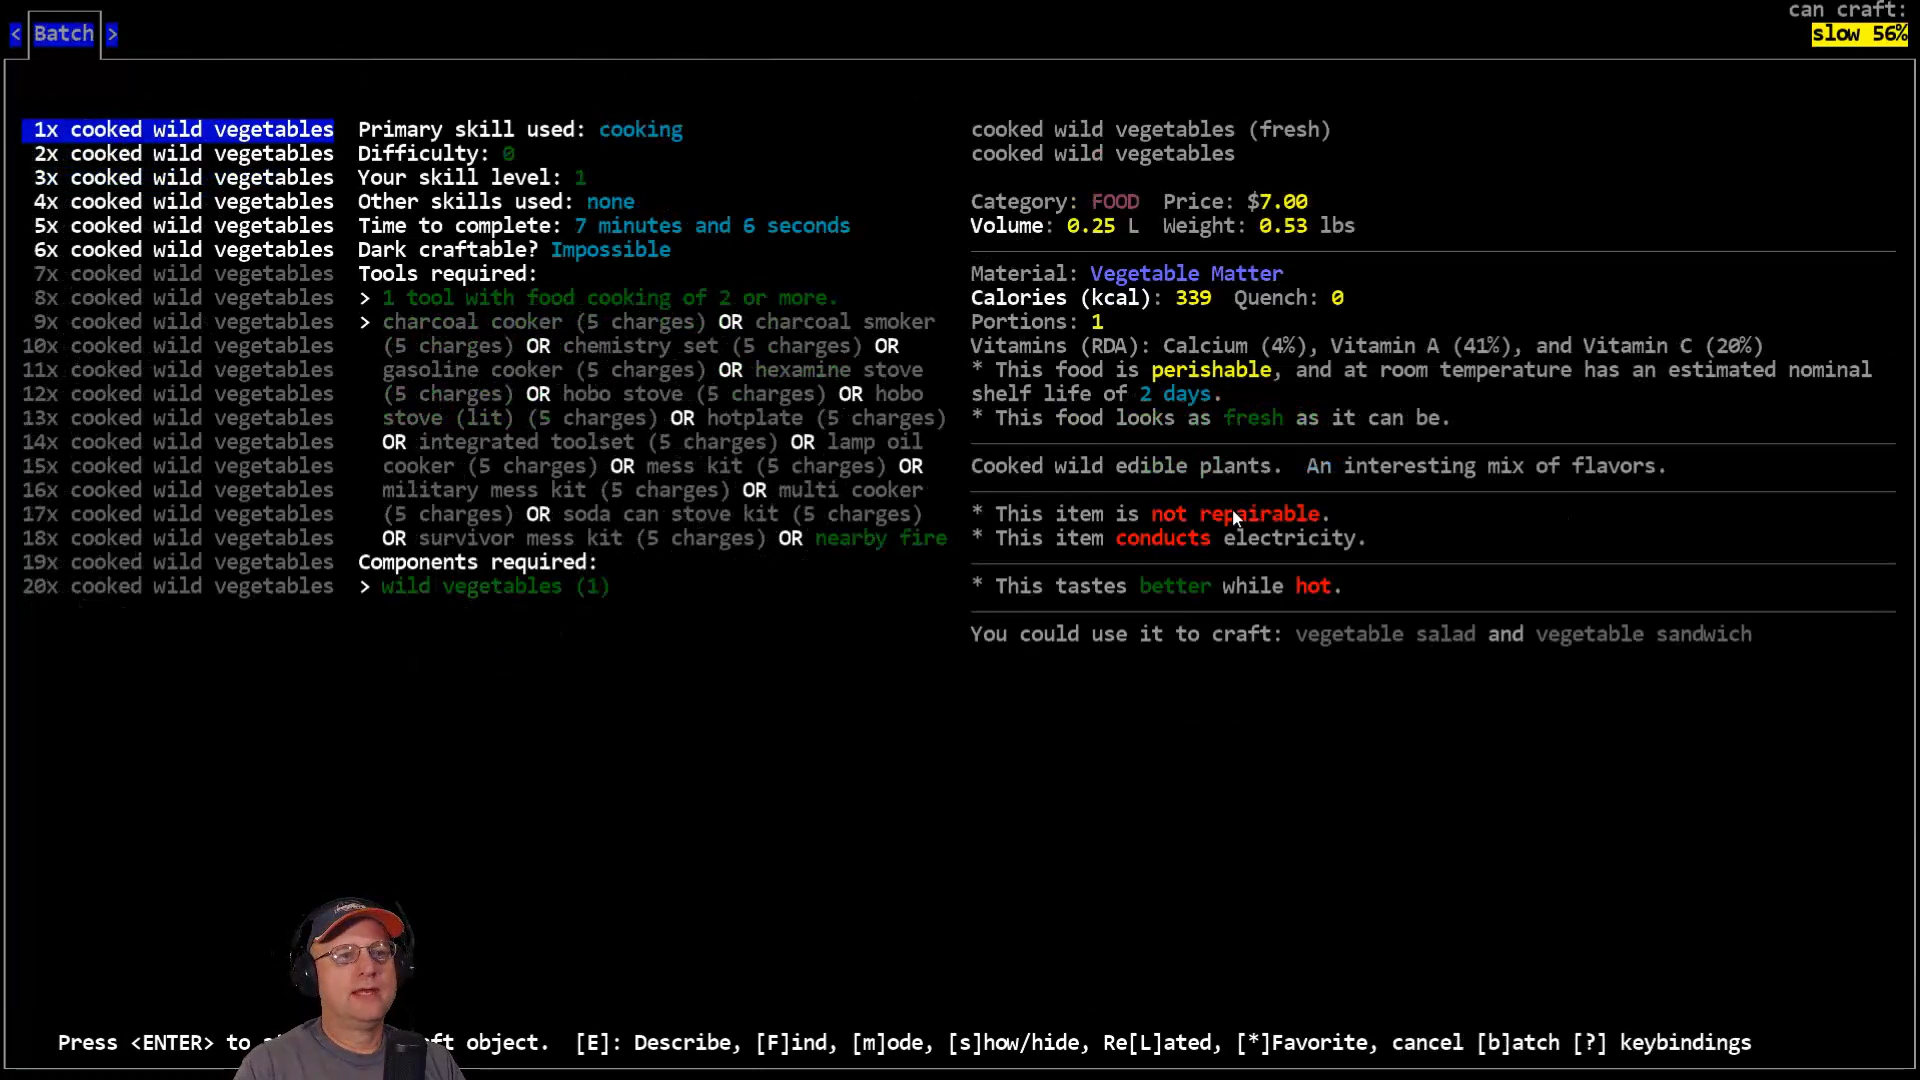 can craft:
< Batch >
slow 56%
1x cooked wild vegetables
2x cooked wild vegetables
3x cooked wild vegetables
4x cooked wild vegetables
5x cooked wild vegetables
6x cooked wild vegetables
7x cooked wild vegetables
8x cooked wild vegetables
9x cooked wild vegetables
10x cooked wild vegetables
11x cooked wild vegetables
12x cooked wild vegetables
13x cooked wild vegetables
14x cooked wild vegetables
15x cooked wild vegetables
16x cooked wild vegetables
17x cooked wild vegetables
18x cooked wild vegetables
19x cooked wild vegetables
20x cooked wild vegetables
Primary skill used: cooking
Difficulty: 0
Your skill level: 1
Other skills used: none
Time to complete: 7 minutes and 6 seconds
Dark craftable? Impossible
Tools required:
> 1 tool with food cooking of 2 or more.
> charcoal cooker (5 charges) OR charcoal smoker
(5 charges) OR chemistry set (5 charges) OR
gasoline cooker (5 charges) OR hexamine stove
(5 charges) OR hobo stove (5 charges) OR hobo
stove (lit) (5 charges) OR hotplate (5 charges)
OR integrated toolset (5 charges) OR lamp oil
cooker (5 charges) OR mess kit (5 charges) OR
military mess kit (5 charges) OR multi cooker
(5 charges) OR soda can stove kit (5 charges)
OR survivor mess kit (5 charges) OR nearby fire
Components required:
> wild vegetables (1)
cooked wild vegetables (fresh)
cooked wild vegetables
Category: FOOD Price: $7.00
Volume: 0.25 L Weight: 0.53 lbs
Material: Vegetable Matter
Calories (kcal): 339 Quench: 0
Portions: 1
Vitamins (RDA): Calcium (4%), Vitamin A (41%), and Vitamin C (20%)
* This food is perishable, and at room temperature has an estimated nominal
shelf life of 2 days.
* This food looks as fresh as it can be.
Cooked wild edible plants. An interesting mix of flavors.
* This item is not repairable.
* This item conducts electricity.
* This tastes better while hot.
You could use it to craft: vegetable salad and vegetable sandwich
Press <ENTER> to object. [E]: Describe, [F]ind, [m]ode, [s]how/hide, Re[L]ated, [*]Favorite, cancel [b]atch [?] keybindings